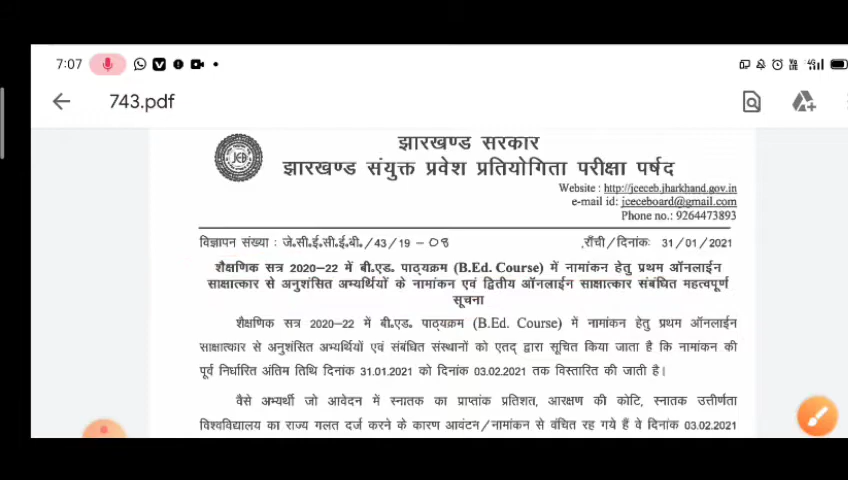 7:07
743.pdf
झारखण्ड सरकार
झारखण्ड संयुक्त प्रवेश प्रतियोगिता परीक्षा पर्षद
Website : http://jceceb.jharkhand.gov.in
e-mail id: jceceboard@gmail.com
Phone no.: 9264473893
विज्ञापन संख्या : जे.सी.ई.सी.ई.बी./43/19 - 08 राँची/दिनांक: 31/01/2021
शैक्षणिक सत्र 2020-22 में बी.एड. पाठ्यक्रम (B.Ed. Course) में नामांकन हेतु प्रथम ऑनलाईन
साक्षात्कार से अनुशंसित अभ्यर्थियों के नामांकन एवं द्वितीय ऑनलाईन साक्षात्कार संबंधित महत्वपूर्ण
सूचना
शैक्षणिक सत्र 2020-22 में बी.एड. पाठ्यक्रम (B.Ed. Course) में नामांकन हेतु प्रथम ऑनलाईन
साक्षात्कार से अनुशंसित अभ्यर्थियों एवं संबंधित संस्थानों को एतद् द्वारा सूचित किया जाता है कि नामांकन की
पूर्व निर्धारित अंतिम तिथि दिनांक 31.01.2021 को दिनांक 03.02.2021 तक विस्तारित की जाती है।
वैसे अभ्यर्थी जो आवेदन में स्नातक का प्राप्तांक प्रतिशत, आरक्षण की कोटि, स्नातक उत्तीर्णता
विश्वविद्यालय का राज्य गलत दर्ज करने के कारण आवंटन/नामांकन से वंचित रह गये हैं वे दिनांक 03.02.2021